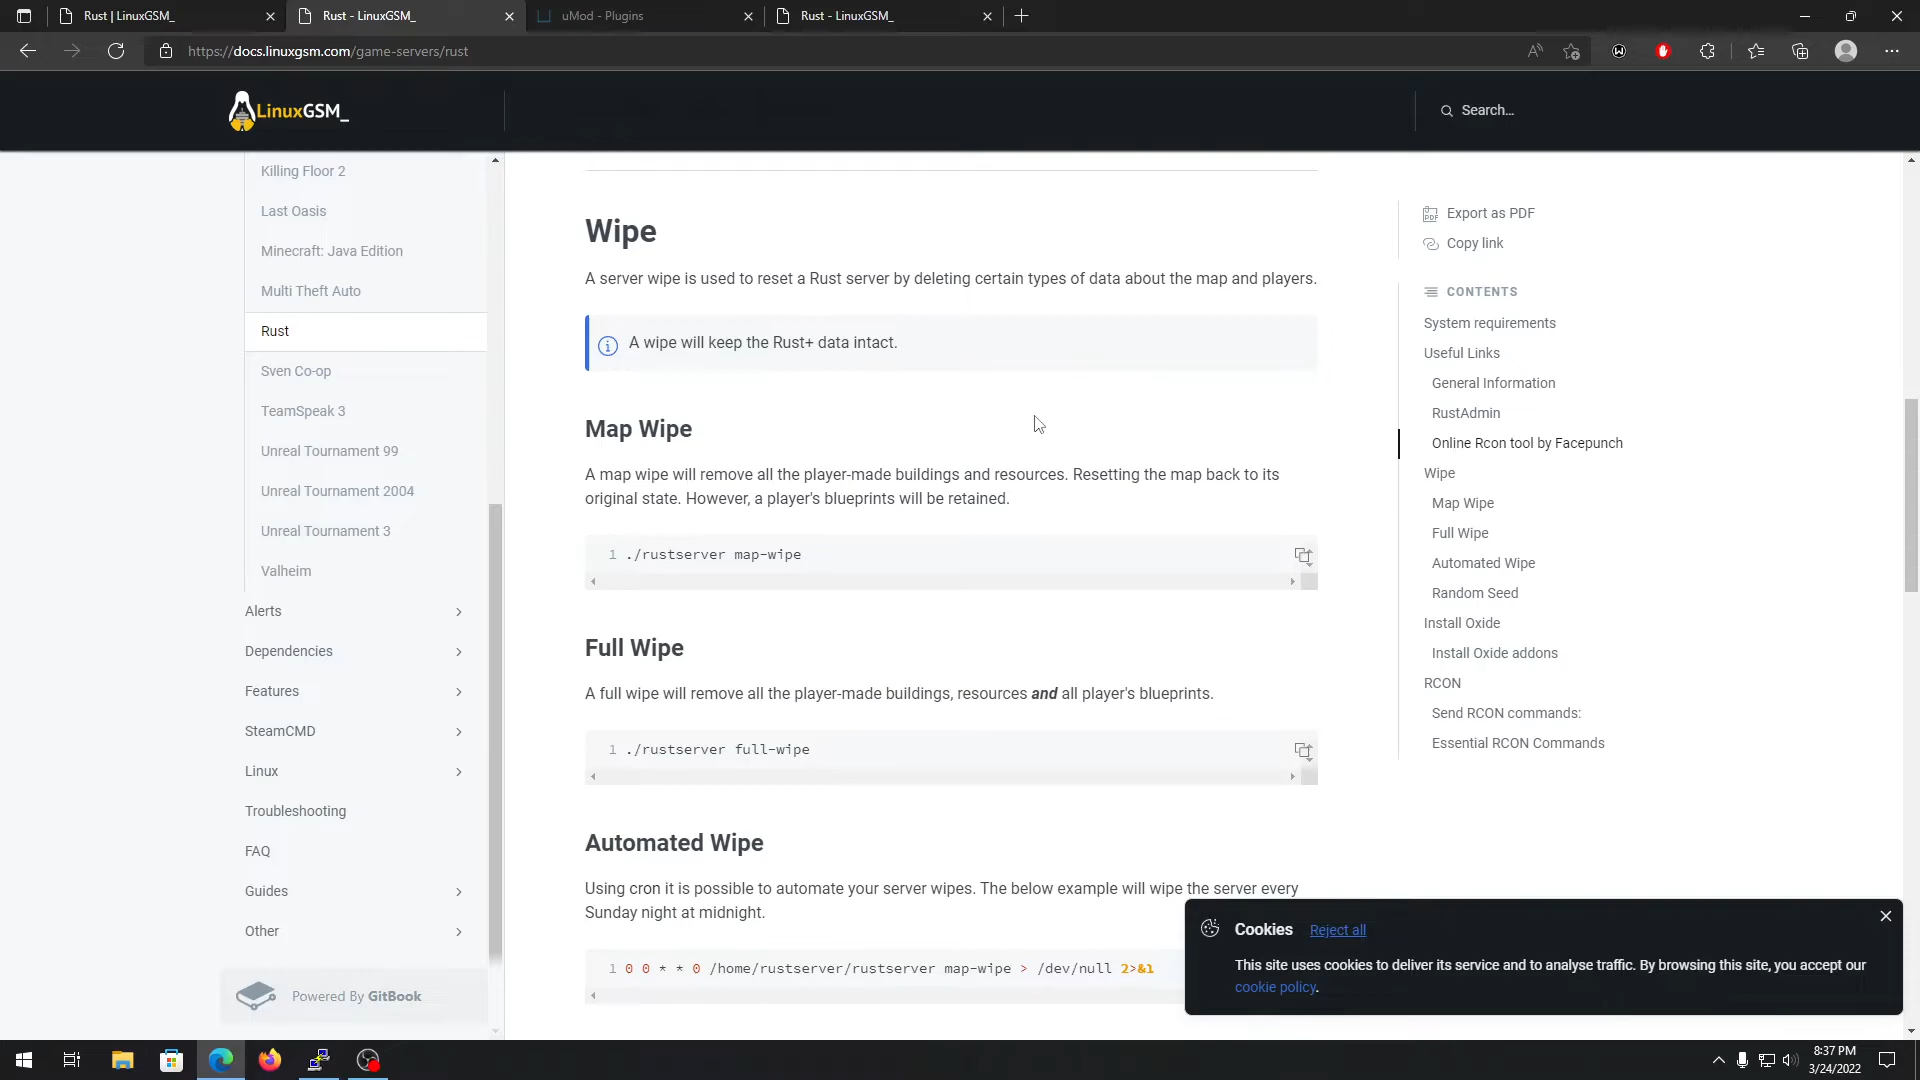 Rust | LinuxGSM_
Rust - LinuxGSM_
uMod - Plugins
Rust - LinuxGSM_
https://docs.linuxgsm.com/game-servers/rust
LinuxGSM_
Search...
Killing Floor 2
Last Oasis
Minecraft: Java Edition
Multi Theft Auto
Rust
Sven Co-op
TeamSpeak 3
Unreal Tournament 99
Unreal Tournament 2004
Unreal Tournament 3
Valheim
Alerts
Dependencies
Features
SteamCMD
Linux
Troubleshooting
FAQ
Guides
Other
Powered By GitBook
Wipe
A server wipe is used to reset a Rust server by deleting certain types of data about the map and players.
A wipe will keep the Rust+ data intact.
Map Wipe
A map wipe will remove all the player-made buildings and resources. Resetting the map back to its
original state. However, a player's blueprints will be retained.
1 ./rustserver map-wipe
Full Wipe
A full wipe will remove all the player-made buildings, resources and all player's blueprints.
1 ./rustserver full-wipe
Automated Wipe
Using cron it is possible to automate your server wipes. The below example will wipe the server every
Sunday night at midnight.
1 0 0 * * 0 /home/rustserver/rustserver map-wipe > /dev/null 2>&1
Export as PDF
Copy link
CONTENTS
System requirements
Useful Links
General Information
RustAdmin
Online Rcon tool by Facepunch
Wipe
Map Wipe
Full Wipe
Automated Wipe
Random Seed
Install Oxide
Install Oxide addons
RCON
Send RCON commands:
Essential RCON Commands
Cookies Reject all
This site uses cookies to deliver its service and to analyse traffic. By browsing this site, you accept our
cookie policy.
8:37 PM
3/24/2022